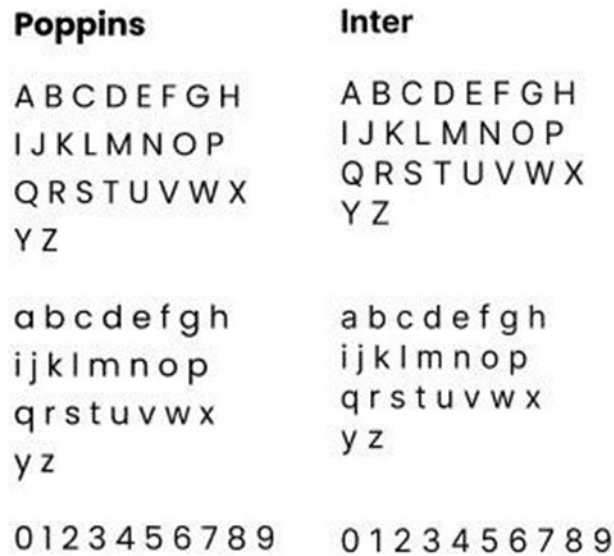 Poppins
A B C D E F G H
I J K L M N O P
Q R S T U V W X
Y Z
a b c d e f g h
i j k l m n o p
q r s t u v w x
y z
0 1 2 3 4 5 6 7 8 9
Inter
A B C D E F G H
I J K L M N O P
Q R S T U V W X
Y Z
a b c d e f g h
i j k l m n o p
q r s t u v w x
y z
0 1 2 3 4 5 6 7 8 9